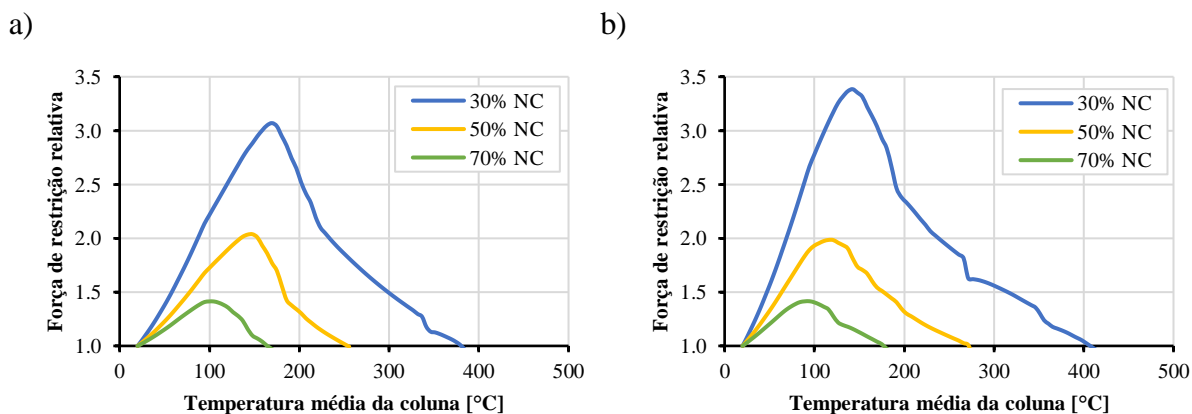 a)
Força de restrição relativa
3.5
3.0
2.5
2.0
1.5
1.0
30% NC
50% NC
70% NC
0 100 200 300 400 500
Temperatura média da coluna [°C]
b)
Força de restrição relativa
3.5
3.0
2.5
2.0
1.5
1.0
30% NC
50% NC
70% NC
0 100 200 300 400 500
Temperatura média da coluna [°C]